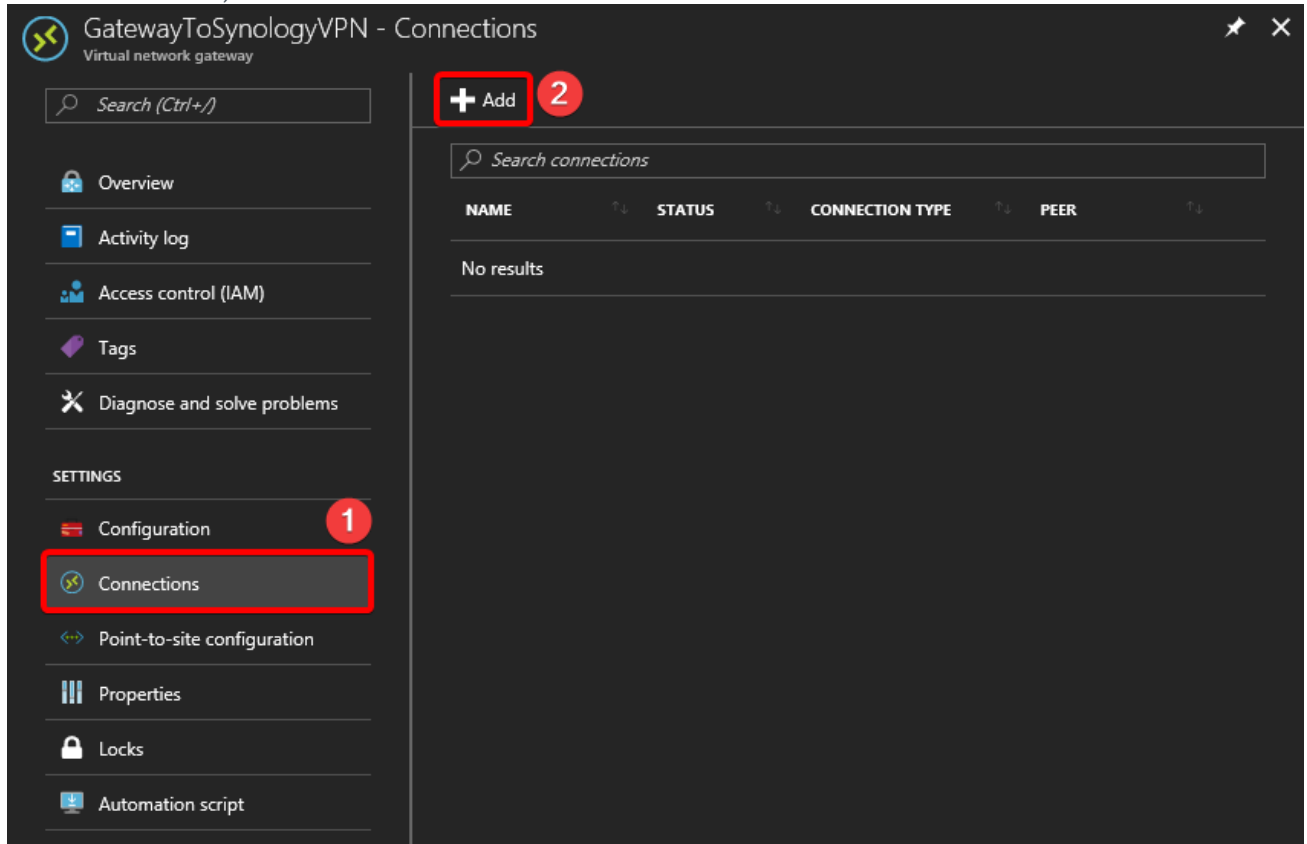 GatewayToSynologyVPN - Connections
Virtual network gateway
Search (Ctrl+/)
Overview
Activity log
Access control (IAM)
Tags
Diagnose and solve problems
SETTINGS
Configuration
1
Connections
Point-to-site configuration
Properties
Locks
Automation script
Add 2
Search connections
NAME STATUS CONNECTION TYPE PEER
No results